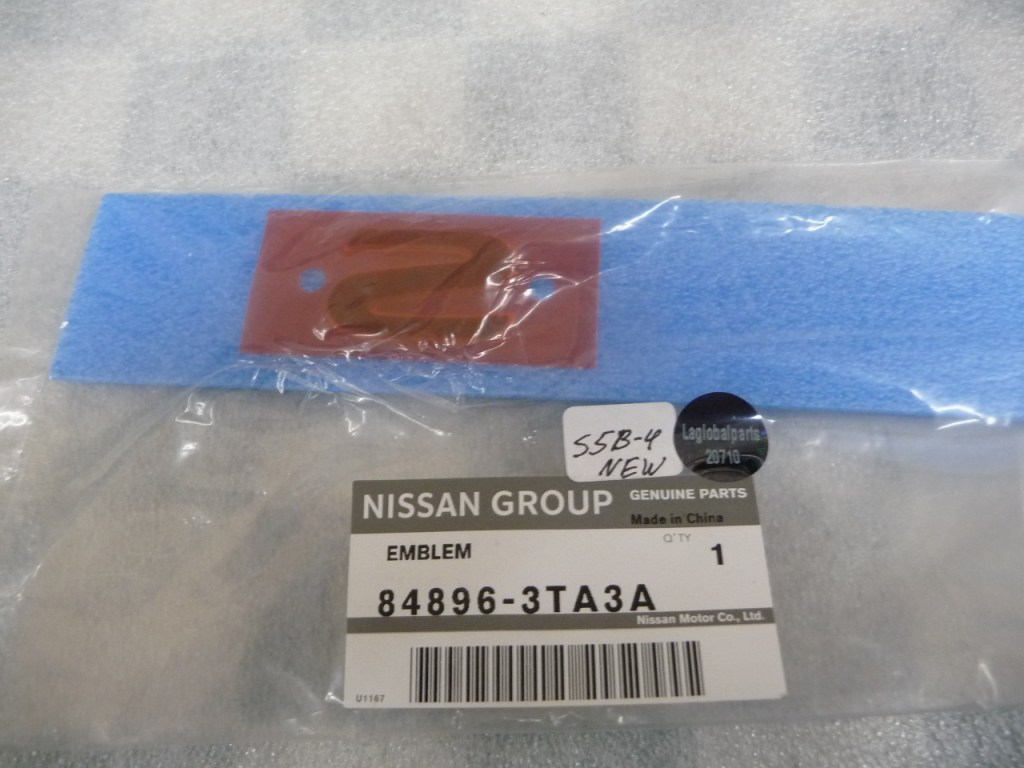 S5B-4
NEW
Laglobalparts
20710
NISSAN GROUP
GENUINE PARTS
Made in China
EMBLEM
Q'TY
1
84896-3TA3A
Nissan Motor Co., Ltd.
U1167